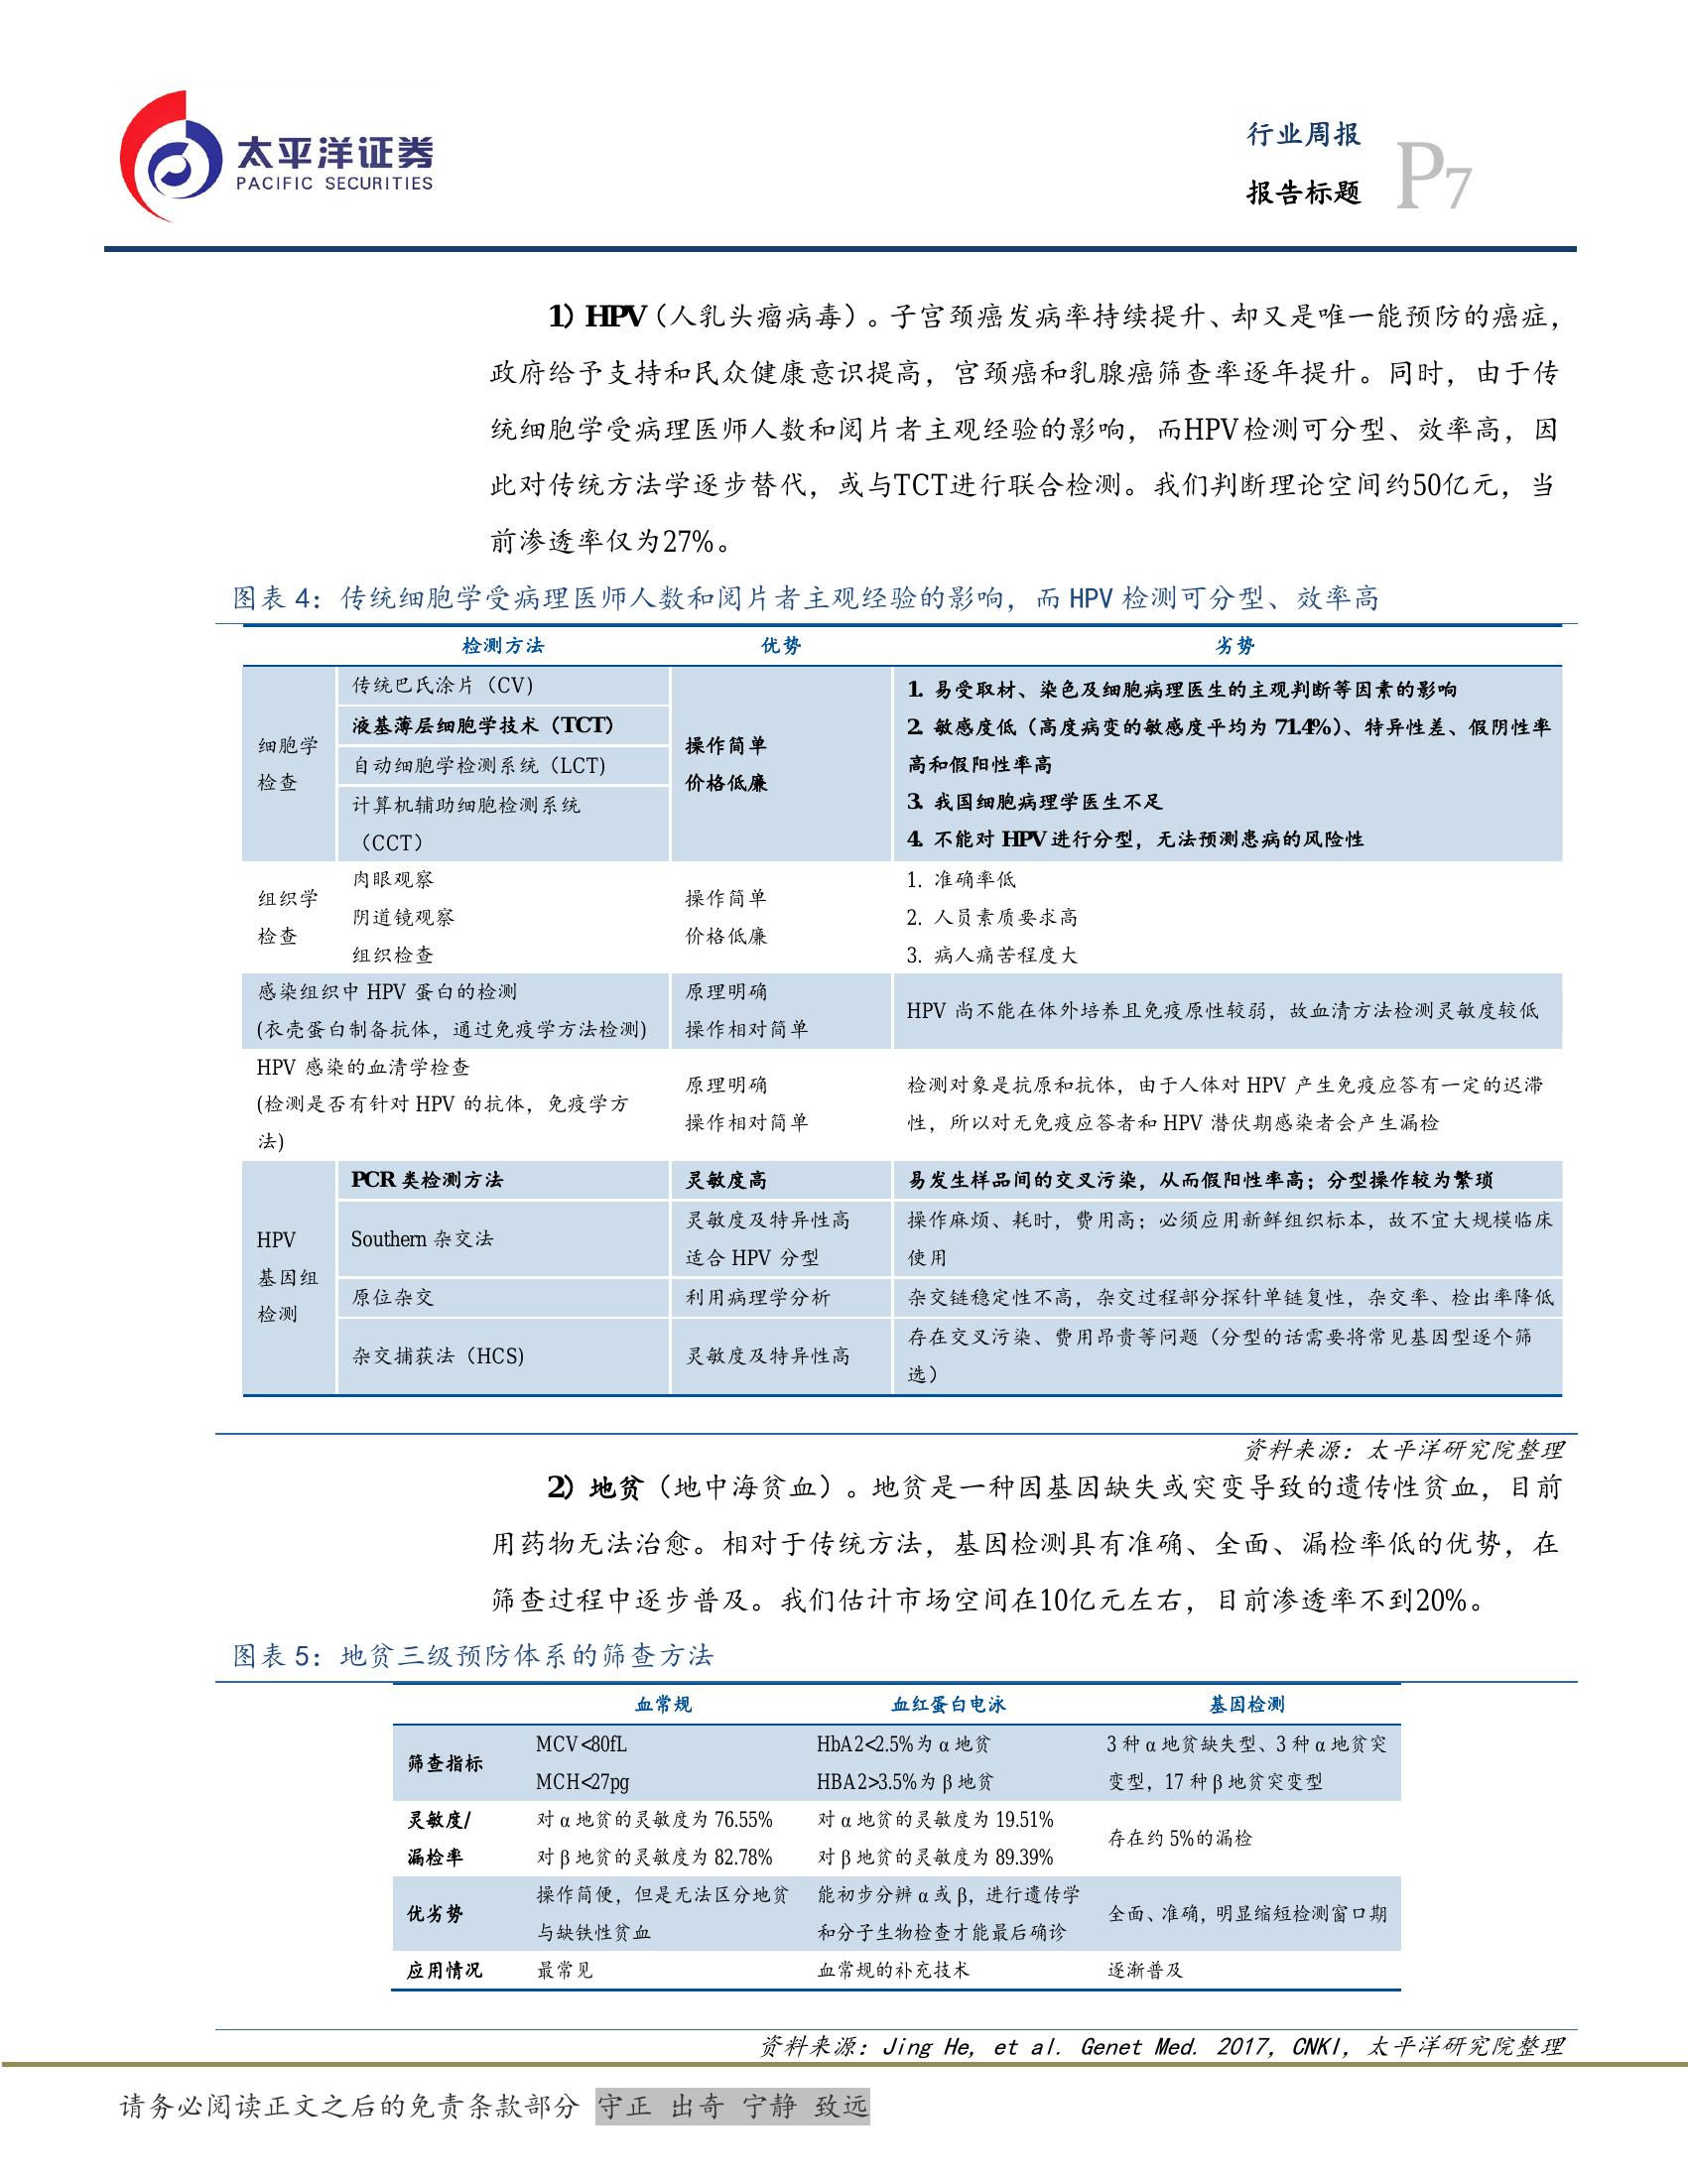 太平洋证券
PACIFIC SECURITIES
行业周报
报告标题
P7
1) HPV（人乳头瘤病毒）。子宫颈癌发病率持续提升、却又是唯一能预防的癌症，
政府给予支持和民众健康意识提高，宫颈癌和乳腺癌筛查率逐年提升。同时，由于传
统细胞学受病理医师人数和阅片者主观经验的影响，而HPV检测可分型、效率高，因
此对传统方法学逐步替代，或与TCT进行联合检测。我们判断理论空间约50亿元，当
前渗透率仅为27%。
图表 4：传统细胞学受病理医师人数和阅片者主观经验的影响，而 HPV 检测可分型、效率高
检测方法 优势 劣势
细胞学
检查
传统巴氏涂片（CV)
液基薄层细胞学技术（TCT）
自动细胞学检测系统（LCT)
计算机辅助细胞检测系统
（CCT）
操作简单
价格低廉
1. 易受取材、染色及细胞病理医生的主观判断等因素的影响
2. 敏感度低（高度病变的敏感度平均为 71.4%）、特异性差、假阴性率
高和假阳性率高
3. 我国细胞病理学医生不足
4. 不能对 HPV 进行分型，无法预测患病的风险性
组织学
检查
肉眼观察
阴道镜观察
组织检查
操作简单
价格低廉
1. 准确率低
2. 人员素质要求高
3. 病人痛苦程度大
感染组织中 HPV 蛋白的检测
(衣壳蛋白制备抗体，通过免疫学方法检测)
原理明确
操作相对简单
HPV 尚不能在体外培养且免疫原性较弱，故血清方法检测灵敏度较低
HPV 感染的血清学检查
(检测是否有针对 HPV 的抗体，免疫学方
法)
原理明确
操作相对简单
检测对象是抗原和抗体，由于人体对 HPV 产生免疫应答有一定的迟滞
性，所以对无免疫应答者和 HPV 潜伏期感染者会产生漏检
HPV
基因组
检测
PCR 类检测方法
灵敏度高
易发生样品间的交叉污染，从而假阳性率高；分型操作较为繁琐
Southern 杂交法
灵敏度及特异性高
适合 HPV 分型
操作麻烦、耗时，费用高；必须应用新鲜组织标本，故不宜大规模临床
使用
原位杂交
利用病理学分析
杂交链稳定性不高，杂交过程部分探针单链复性，杂交率、检出率降低
杂交捕获法（HCS)
灵敏度及特异性高
存在交叉污染、费用昂贵等问题（分型的话需要将常见基因型逐个筛
选）
资料来源：太平洋研究院整理
2) 地贫（地中海贫血）。地贫是一种因基因缺失或突变导致的遗传性贫血，目前
用药物无法治愈。相对于传统方法，基因检测具有准确、全面、漏检率低的优势，在
筛查过程中逐步普及。我们估计市场空间在10亿元左右，目前渗透率不到20%。
图表 5：地贫三级预防体系的筛查方法
血常规 血红蛋白电泳 基因检测
筛查指标
MCV<80fL
MCH<27pg
HbA2<2.5%为 α 地贫
HBA2>3.5%为 β 地贫
3 种 α 地贫缺失型、3 种 α 地贫突
变型，17 种 β 地贫突变型
灵敏度/
漏检率
对 α 地贫的灵敏度为 76.55%
对 β 地贫的灵敏度为 82.78%
对 α 地贫的灵敏度为 19.51%
对 β 地贫的灵敏度为 89.39%
存在约 5%的漏检
优劣势
操作简便，但是无法区分地贫
与缺铁性贫血
能初步分辨 α 或 β，进行遗传学
和分子生物检查才能最后确诊
全面、准确，明显缩短检测窗口期
应用情况
最常见
血常规的补充技术
逐渐普及
资料来源：Jing He, et al. Genet Med. 2017, CNKI, 太平洋研究院整理
请务必阅读正文之后的免责条款部分 守正 出奇 宁静 致远